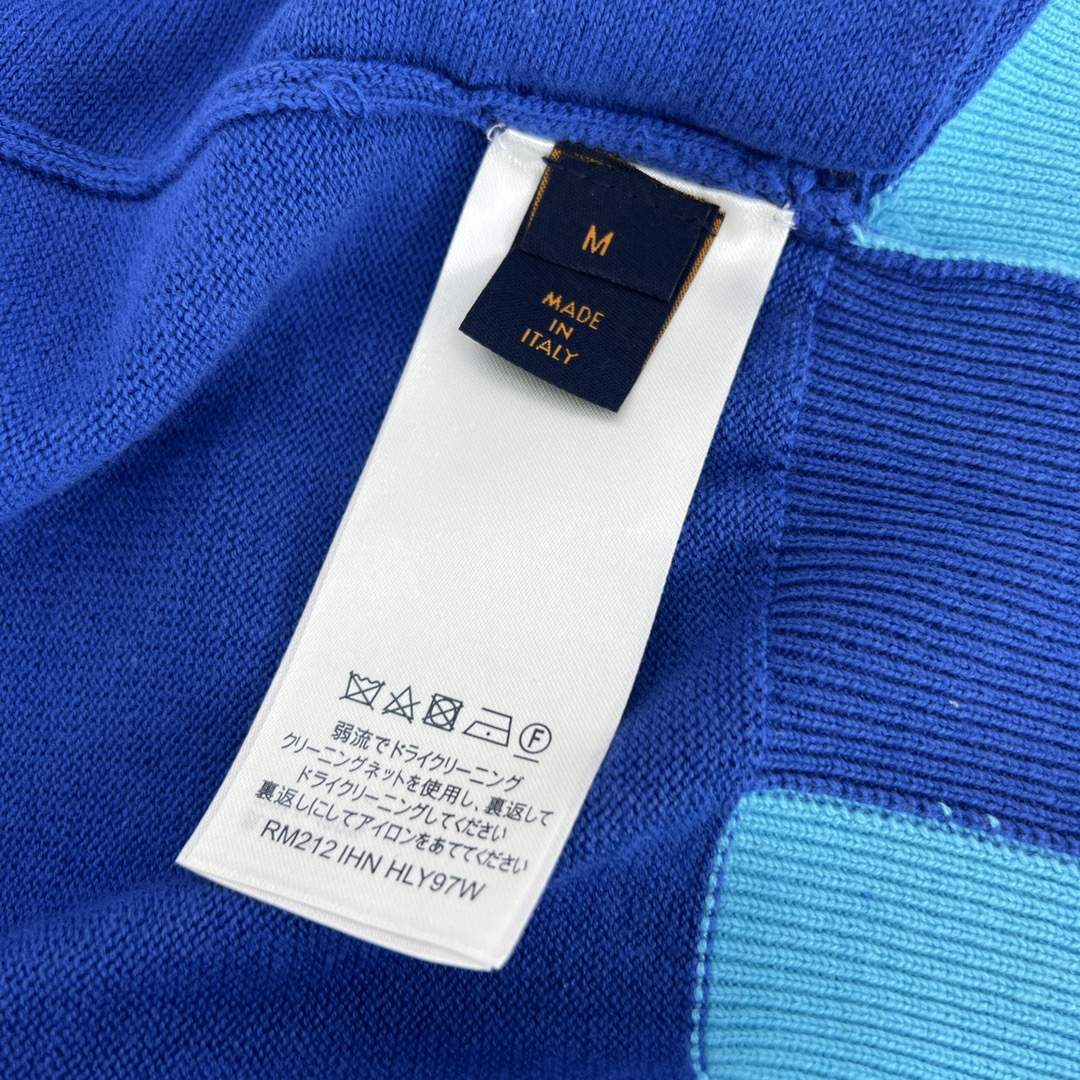 M
MADE
IN
ITALY
F
弱流でドライクリーニング
クリーニングネットを使用し、裏返して
ドライクリーニングしてください
裏返しにしてアイロンをあててください
RM212 IHN HLY97W